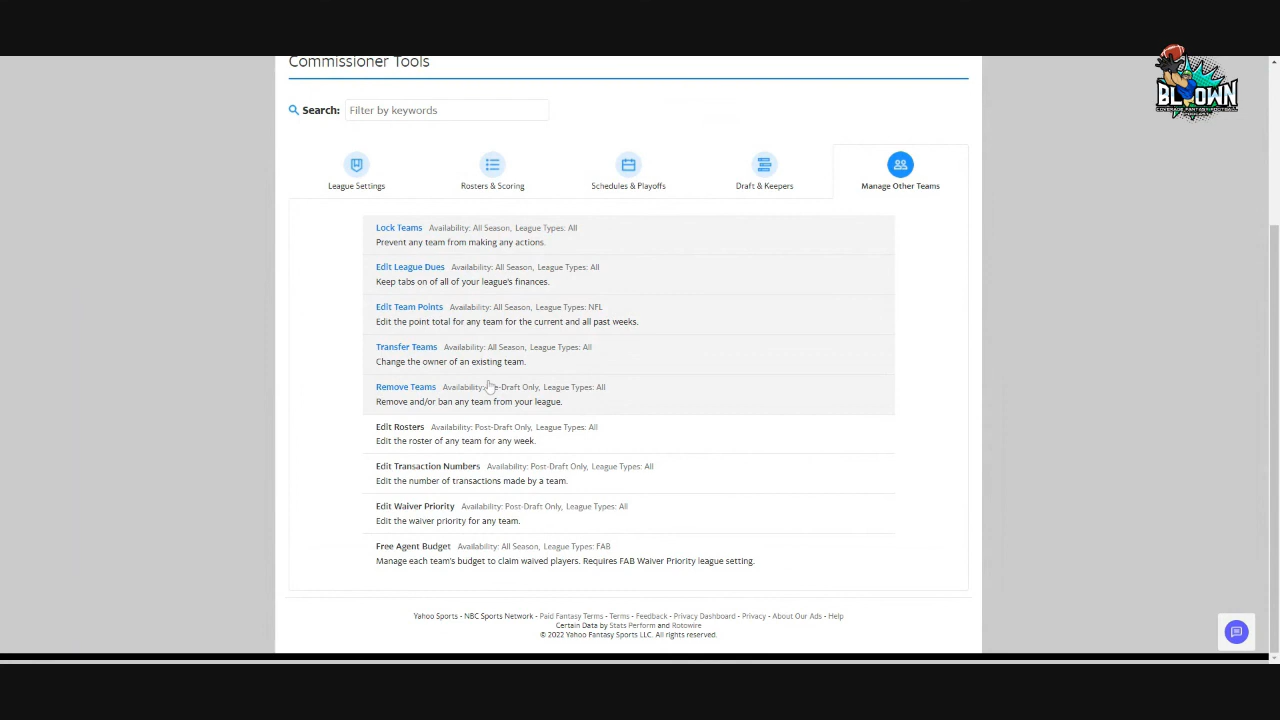 Commissioner Tools
BLOWN
COVERAGE FANTASY FOOTBALL
PODCAST
Search: Filter by keywords
League Settings
Rosters & Scoring
Schedules & Playoffs
Draft & Keepers
Manage Other Teams
Lock Teams Availability: All Season, League Types: All
Prevent any team from making any actions.
Edit League Dues Availability: All Season, League Types: All
Keep tabs on of all of your league's finances.
Edit Team Points Availability: All Season, League Types: NFL
Edit the point total for any team for the current and all past weeks.
Transfer Teams Availability: All Season, League Types: All
Change the owner of an existing team.
Remove Teams Availability: e-Draft Only, League Types: All
Remove and/or ban any team from your league.
Edit Rosters Availability: Post-Draft Only, League Types: All
Edit the roster of any team for any week.
Edit Transaction Numbers Availability: Post-Draft Only, League Types: All
Edit the number of transactions made by a team.
Edit Waiver Priority Availability: Post-Draft Only, League Types: All
Edit the waiver priority for any team.
Free Agent Budget Availability: All Season, League Types: FAB
Manage each team's budget to claim waived players. Requires FAB Waiver Priority league setting.
Yahoo Sports - NBC Sports Network - Paid Fantasy Terms - Terms - Feedback - Privacy Dashboard - Privacy - About Our Ads - Help
Certain Data by Stats Perform and Rotowire
© 2022 Yahoo Fantasy Sports LLC. All rights reserved.